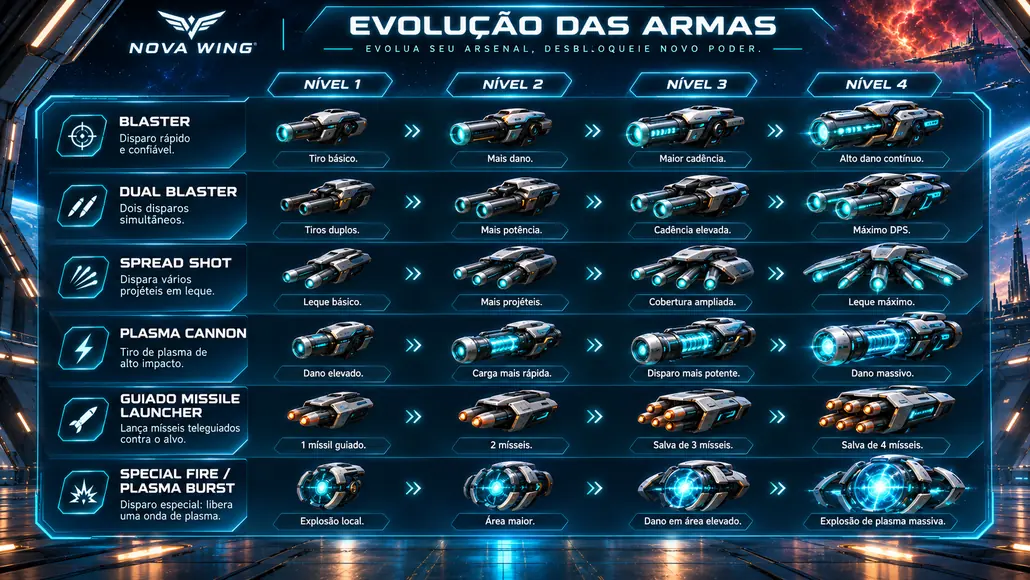 NOVA WING®
EVOLUÇÃO DAS ARMAS
EVOLUA SEU ARSENAL, DESBLOQUEIE NOVO PODER.
NÍVEL 1
NÍVEL 2
NÍVEL 3
NÍVEL 4
BLASTER
Disparo rápido
e confiável.
Tiro básico.
Mais dano.
Maior cadência.
Alto dano contínuo.
DUAL BLASTER
Dois disparos
simultâneos.
Tiros duplos.
Mais potência.
Cadência elevada.
Máximo DPS.
SPREAD SHOT
Dispara vários
projéteis em leque.
Leque básico.
Mais projéteis.
Cobertura ampliada.
Leque máximo.
PLASMA CANNON
Tiro de plasma de
alto impacto.
Dano elevado.
Carga mais rápida.
Disparo mais potente.
Dano massivo.
GUIADO MISSILE
LAUNCHER
Lança mísseis teleguiados
contra o alvo.
1 míssil guiado.
2 mísseis.
Salva de 3 mísseis.
Salva de 4 mísseis.
SPECIAL FIRE /
PLASMA BURST
Disparo especial: libera
uma onda de plasma.
Explosão local.
Área maior.
Dano em área elevado.
Explosão de plasma massiva.